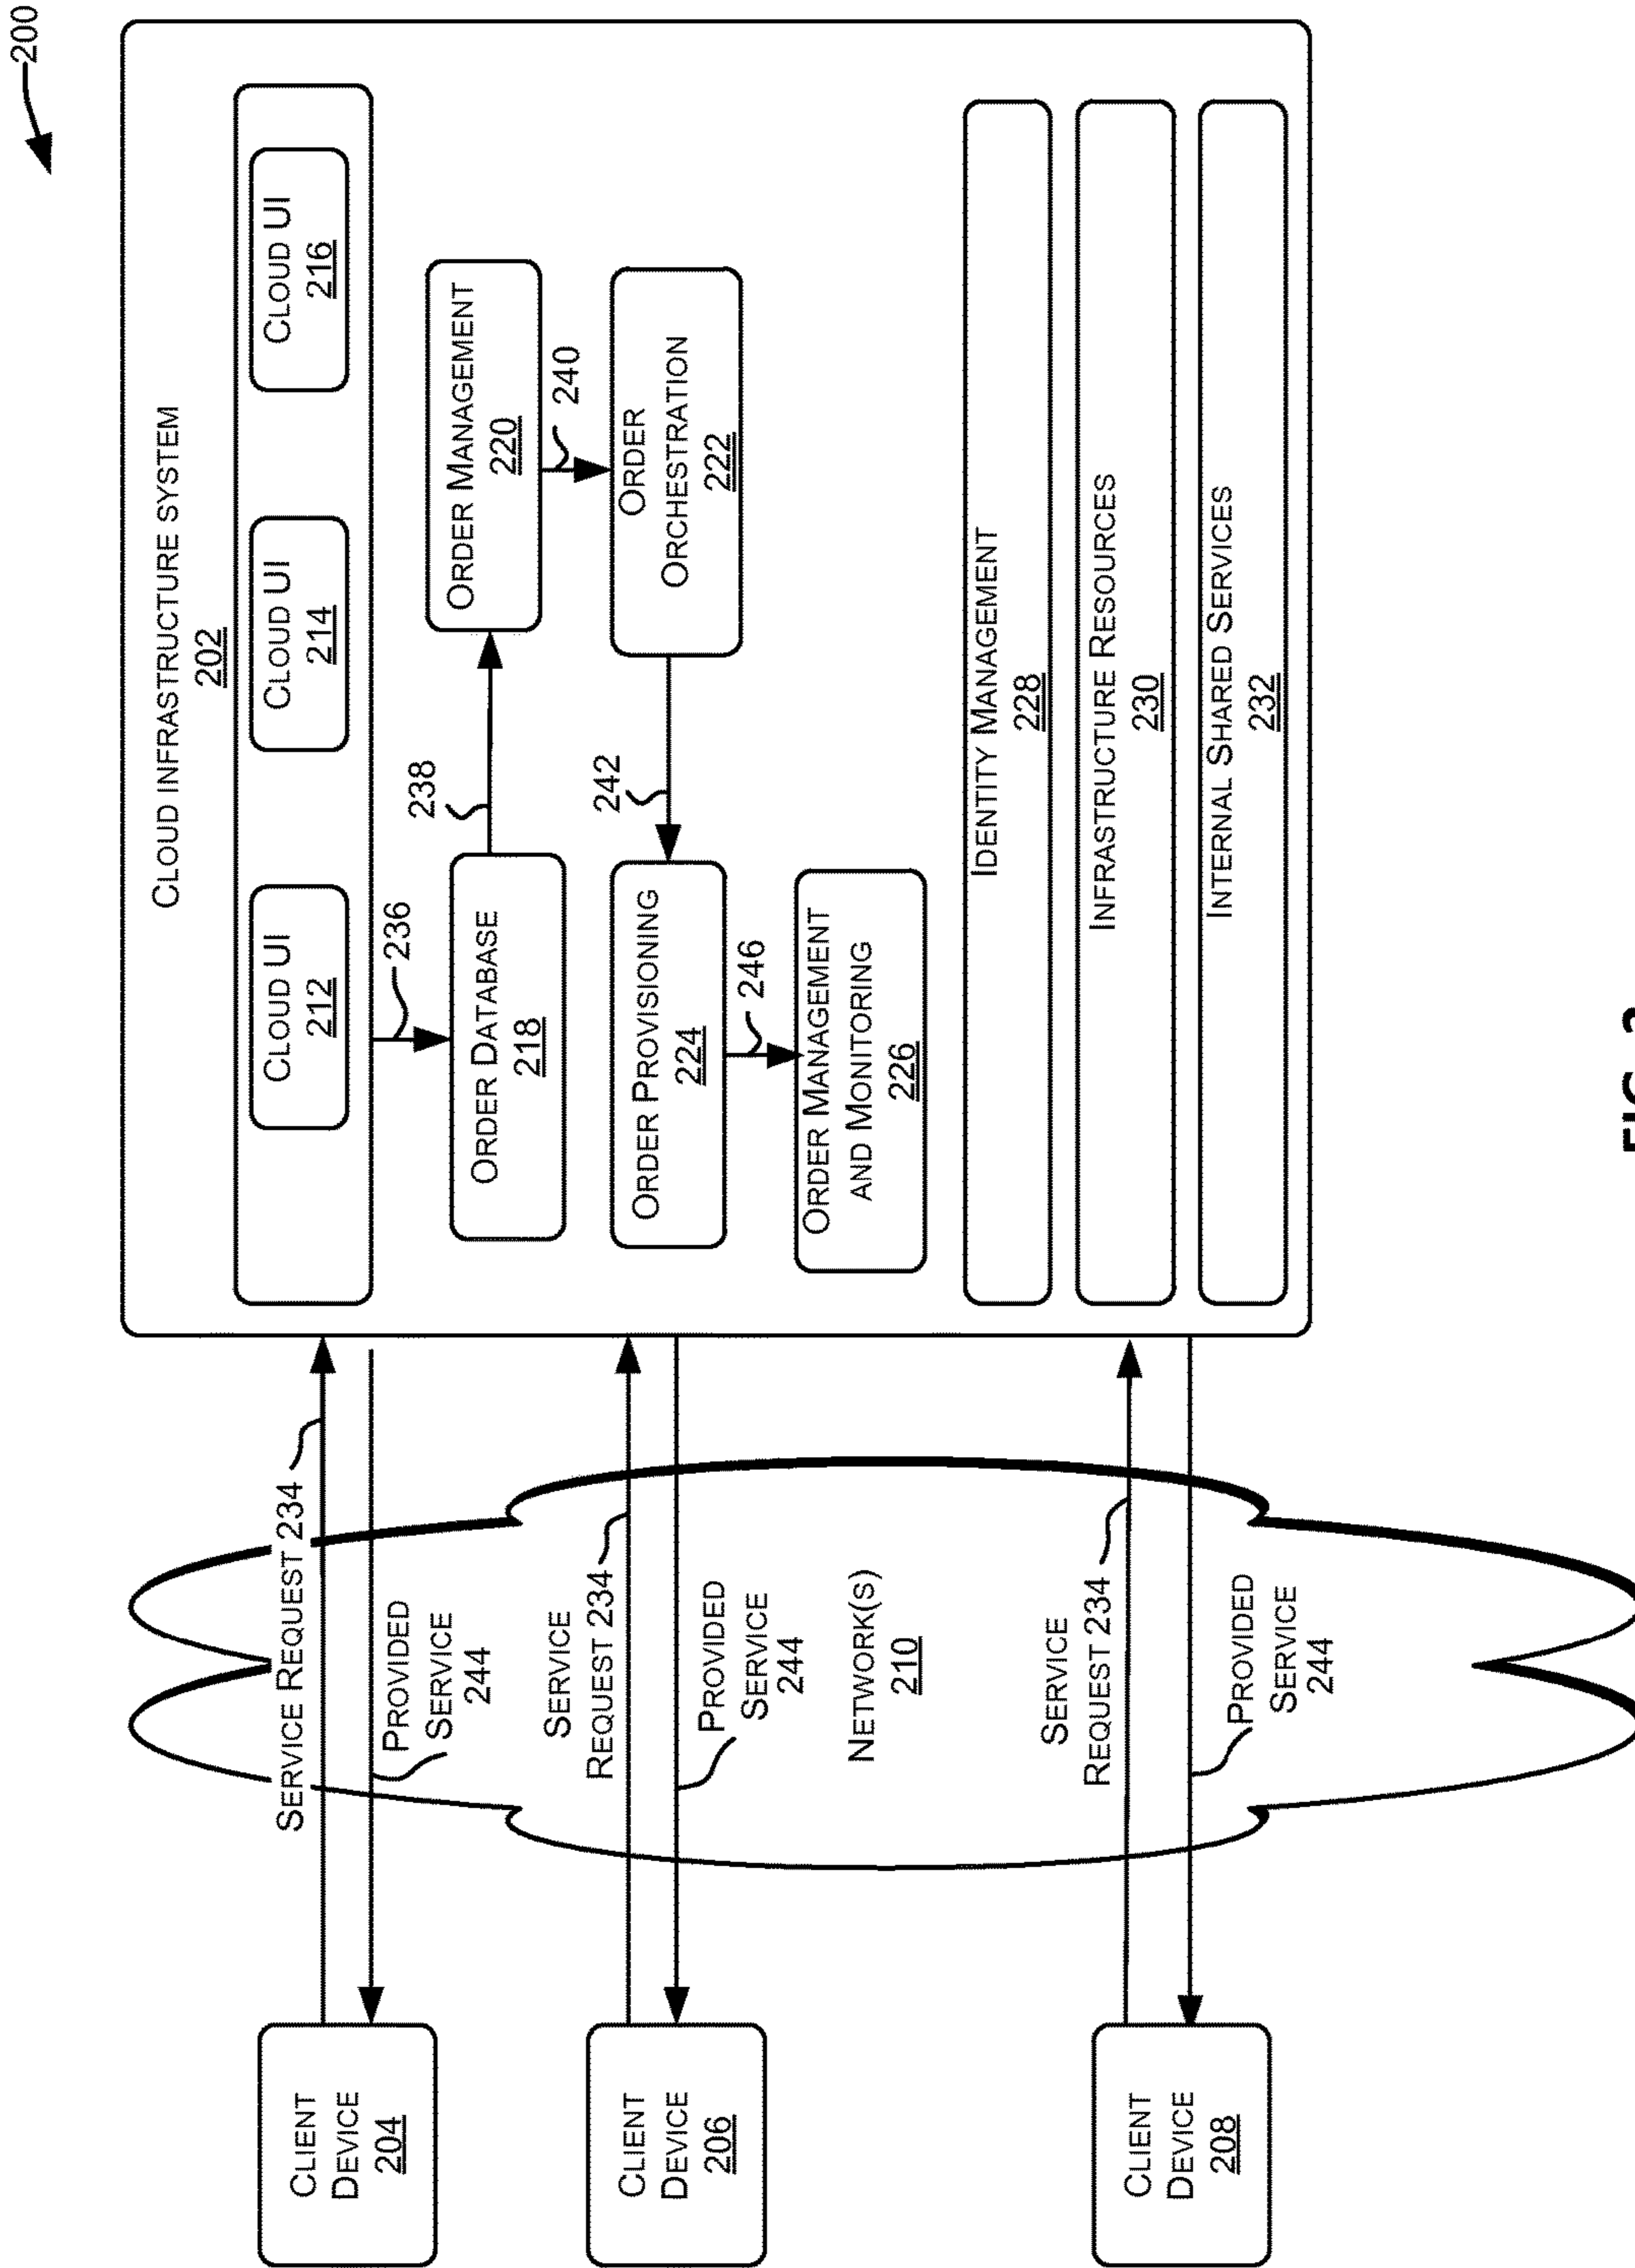 200
CLOUD INFRASTRUCTURE SYSTEM
202
CLOUD UI
212
CLOUD UI
214
CLOUD UI
216
SERVICE REQUEST 234
PROVIDED
SERVICE
244
CLIENT
DEVICE
204
236
238
ORDER DATABASE
218
ORDER MANAGEMENT
220
240
SERVICE
REQUEST 234
PROVIDED
SERVICE
244
CLIENT
DEVICE
206
242
ORDER PROVISIONING
224
ORDER
ORCHESTRATION
222
246
ORDER MANAGEMENT
AND MONITORING
226
NETWORK(S)
210
IDENTITY MANAGEMENT
228
SERVICE
REQUEST 234
PROVIDED
SERVICE
244
CLIENT
DEVICE
208
INFRASTRUCTURE RESOURCES
230
INTERNAL SHARED SERVICES
232
FIG.